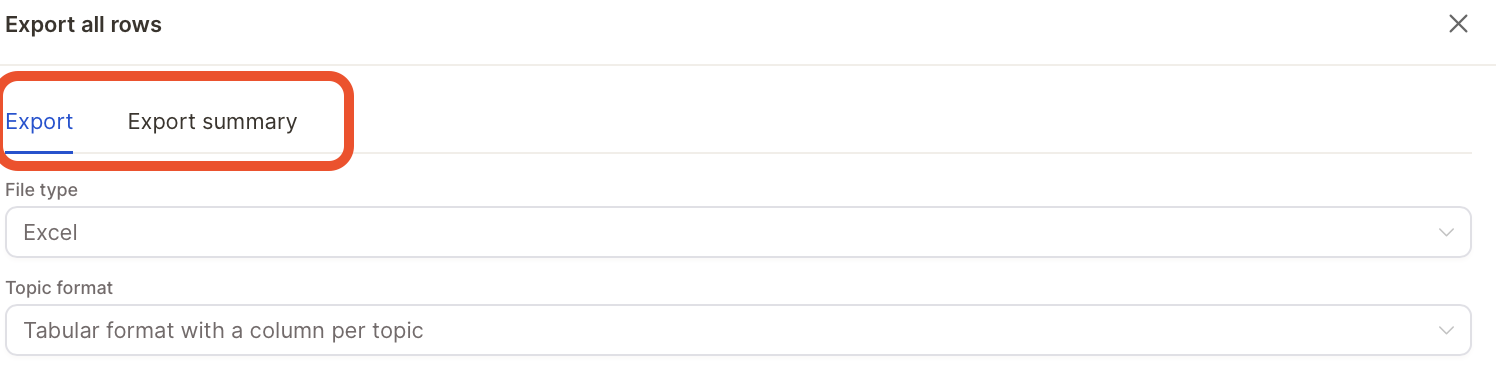 Export all rows
Export Export summary
File type
Excel
Topic format
Tabular format with a column per topic